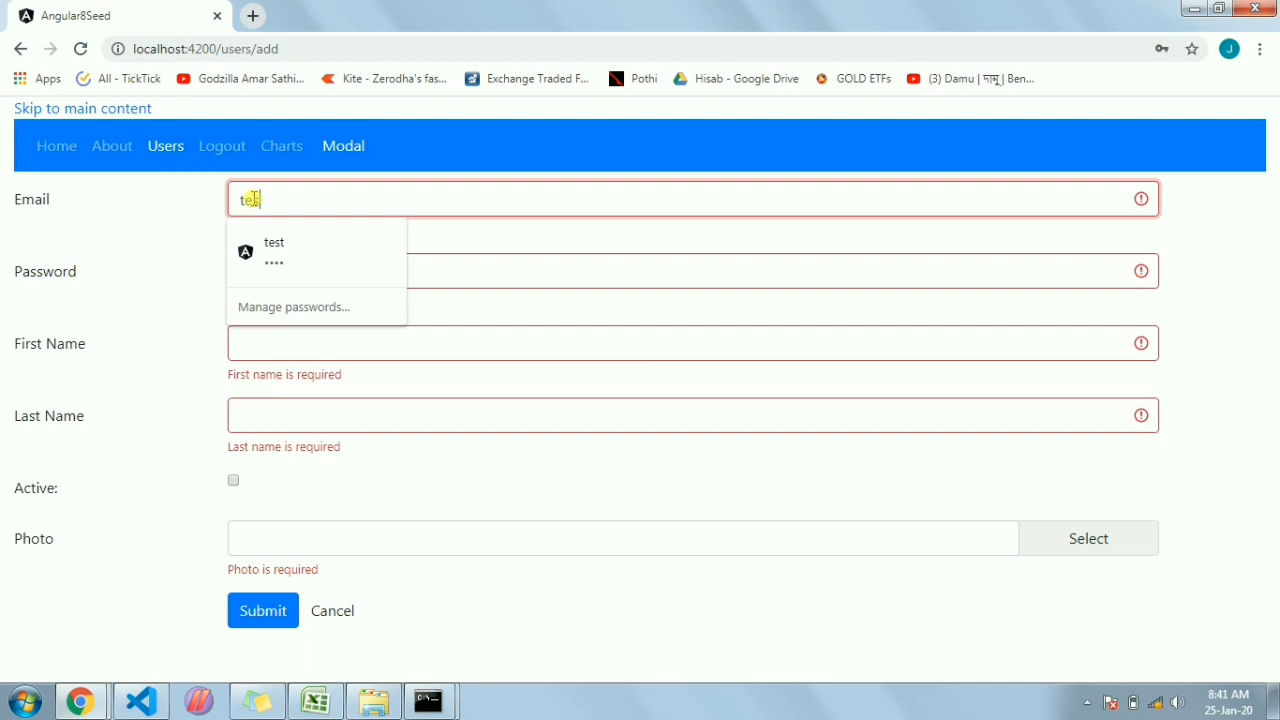 Angular8Seed
localhost:4200/users/add
J
Apps
All - TickTick
Godzilla Amar Sathi...
Kite - Zerodha's fas...
Exchange Traded F...
Pothi
Hisab - Google Drive
GOLD ETFs
(3) Damu | दामू | Ben...
Skip to main content
Home About Users Logout Charts Modal
Email
tes
test
••••
Manage passwords...
Password
First Name
First name is required
Last Name
Last name is required
Active:
Photo
Select
Photo is required
Submit Cancel
8:41 AM
25-Jan-20